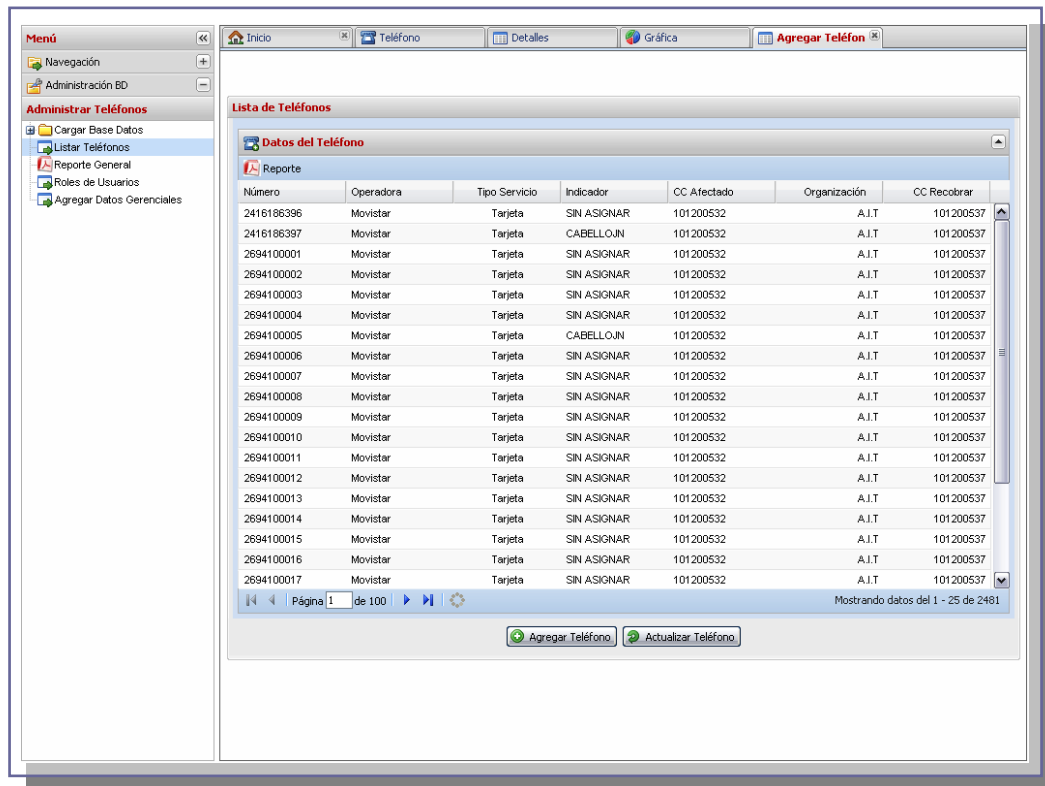 Menú
Navegación
Administración BD
Administrar Teléfonos
Cargar Base Datos
Listar Teléfonos
Reporte General
Roles de Usuarios
Agregar Datos Gerenciales
Inicio Teléfono Detalles Gráfica Agregar Teléfon
Lista de Teléfonos
Datos del Teléfono
Reporte
Número Operadora Tipo Servicio Indicador CC Afectado Organización CC Recobrar
2416186396 Movistar Tarjeta SIN ASIGNAR 101200532 A.I.T 101200537
2416186397 Movistar Tarjeta CABELLOJN 101200532 A.I.T 101200537
2694100001 Movistar Tarjeta SIN ASIGNAR 101200532 A.I.T 101200537
2694100002 Movistar Tarjeta SIN ASIGNAR 101200532 A.I.T 101200537
2694100003 Movistar Tarjeta SIN ASIGNAR 101200532 A.I.T 101200537
2694100004 Movistar Tarjeta SIN ASIGNAR 101200532 A.I.T 101200537
2694100005 Movistar Tarjeta CABELLOJN 101200532 A.I.T 101200537
2694100006 Movistar Tarjeta SIN ASIGNAR 101200532 A.I.T 101200537
2694100007 Movistar Tarjeta SIN ASIGNAR 101200532 A.I.T 101200537
2694100008 Movistar Tarjeta SIN ASIGNAR 101200532 A.I.T 101200537
2694100009 Movistar Tarjeta SIN ASIGNAR 101200532 A.I.T 101200537
2694100010 Movistar Tarjeta SIN ASIGNAR 101200532 A.I.T 101200537
2694100011 Movistar Tarjeta SIN ASIGNAR 101200532 A.I.T 101200537
2694100012 Movistar Tarjeta SIN ASIGNAR 101200532 A.I.T 101200537
2694100013 Movistar Tarjeta SIN ASIGNAR 101200532 A.I.T 101200537
2694100014 Movistar Tarjeta SIN ASIGNAR 101200532 A.I.T 101200537
2694100015 Movistar Tarjeta SIN ASIGNAR 101200532 A.I.T 101200537
2694100016 Movistar Tarjeta SIN ASIGNAR 101200532 A.I.T 101200537
2694100017 Movistar Tarjeta SIN ASIGNAR 101200532 A.I.T 101200537
Página 1 de 100 Mostrando datos del 1 - 25 de 2481
Agregar Teléfono Actualizar Teléfono